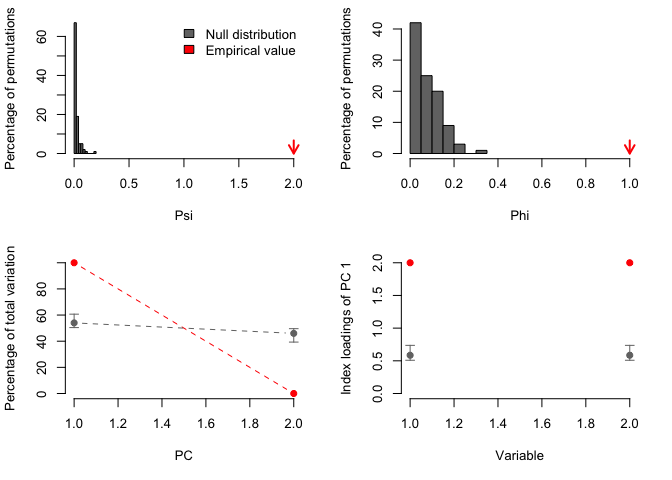 Percentage of permutations
0
20
40
60
Null distribution
Empirical value
0.0 0.5 1.0 1.5 2.0
Psi
Percentage of permutations
0
10
20
30
40
0.0 0.2 0.4 0.6 0.8 1.0
Phi
Percentage of total variation
0
20
40
60
80
1.0 1.2 1.4 1.6 1.8 2.0
PC
Index loadings of PC 1
0.0
0.5
1.0
1.5
2.0
1.0 1.2 1.4 1.6 1.8 2.0
Variable